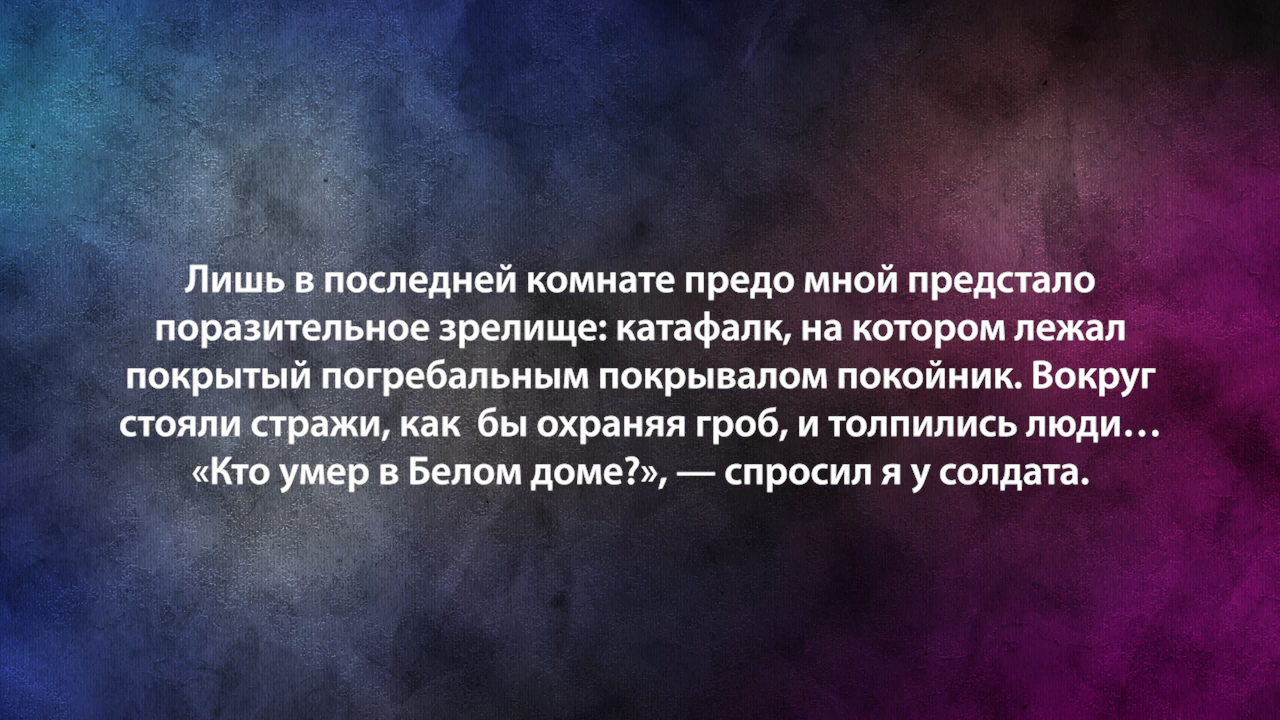 Лишь в последней комнате предо мной предстало
поразительное зрелище: катафалк, на котором лежал
покрытый погребальным покрывалом покойник. Вокруг
стояли стражи, как  бы охраняя гроб, и толпились люди…
«Кто умер в Белом доме?», — спросил я у солдата.